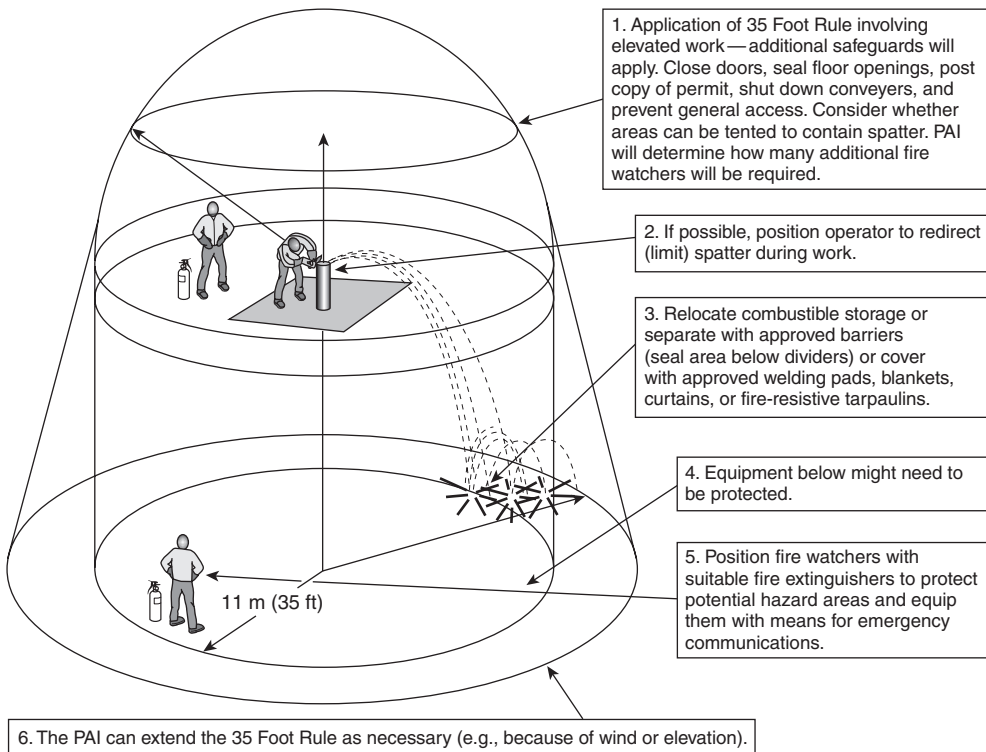 1. Application of 35 Foot Rule involving
elevated work—additional safeguards will
apply. Close doors, seal floor openings, post
copy of permit, shut down conveyers, and
prevent general access. Consider whether
areas can be tented to contain spatter. PAI
will determine how many additional fire
watchers will be required.
2. If possible, position operator to redirect
(limit) spatter during work.
3. Relocate combustible storage or
separate with approved barriers
(seal area below dividers) or cover
with approved welding pads, blankets,
curtains, or fire-resistive tarpaulins.
4. Equipment below might need to
be protected.
5. Position fire watchers with
suitable fire extinguishers to protect
potential hazard areas and equip
them with means for emergency
communications.
11 m (35 ft)
6. The PAI can extend the 35 Foot Rule as necessary (e.g., because of wind or elevation).